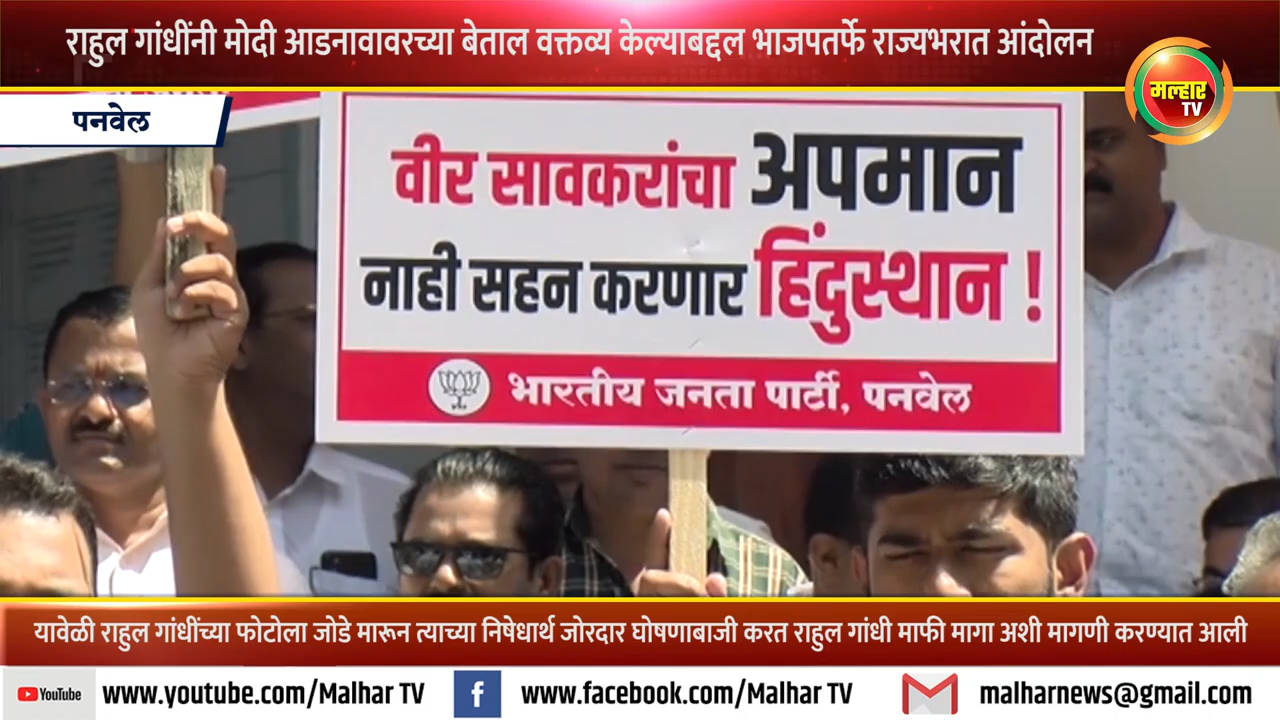 राहुल गांधींनी मोदी आडनावावरच्या बेताल वक्तव्य केल्याबद्दल भाजपतर्फे राज्यभरात आंदोलन
मल्हार
TV
पनवेल
वीर सावकरांचा अपमान
नाही सहन करणार हिंदुस्थान !
भारतीय जनता पार्टी, पनवेल
यावेळी राहुल गांधींच्या फोटोला जोडे मारून त्याच्या निषेधार्थ जोरदार घोषणाबाजी करत राहुल गांधी माफी मागा अशी मागणी करण्यात आली
YouTube www.youtube.com/Malhar TV f www.facebook.com/Malhar TV malharnews@gmail.com